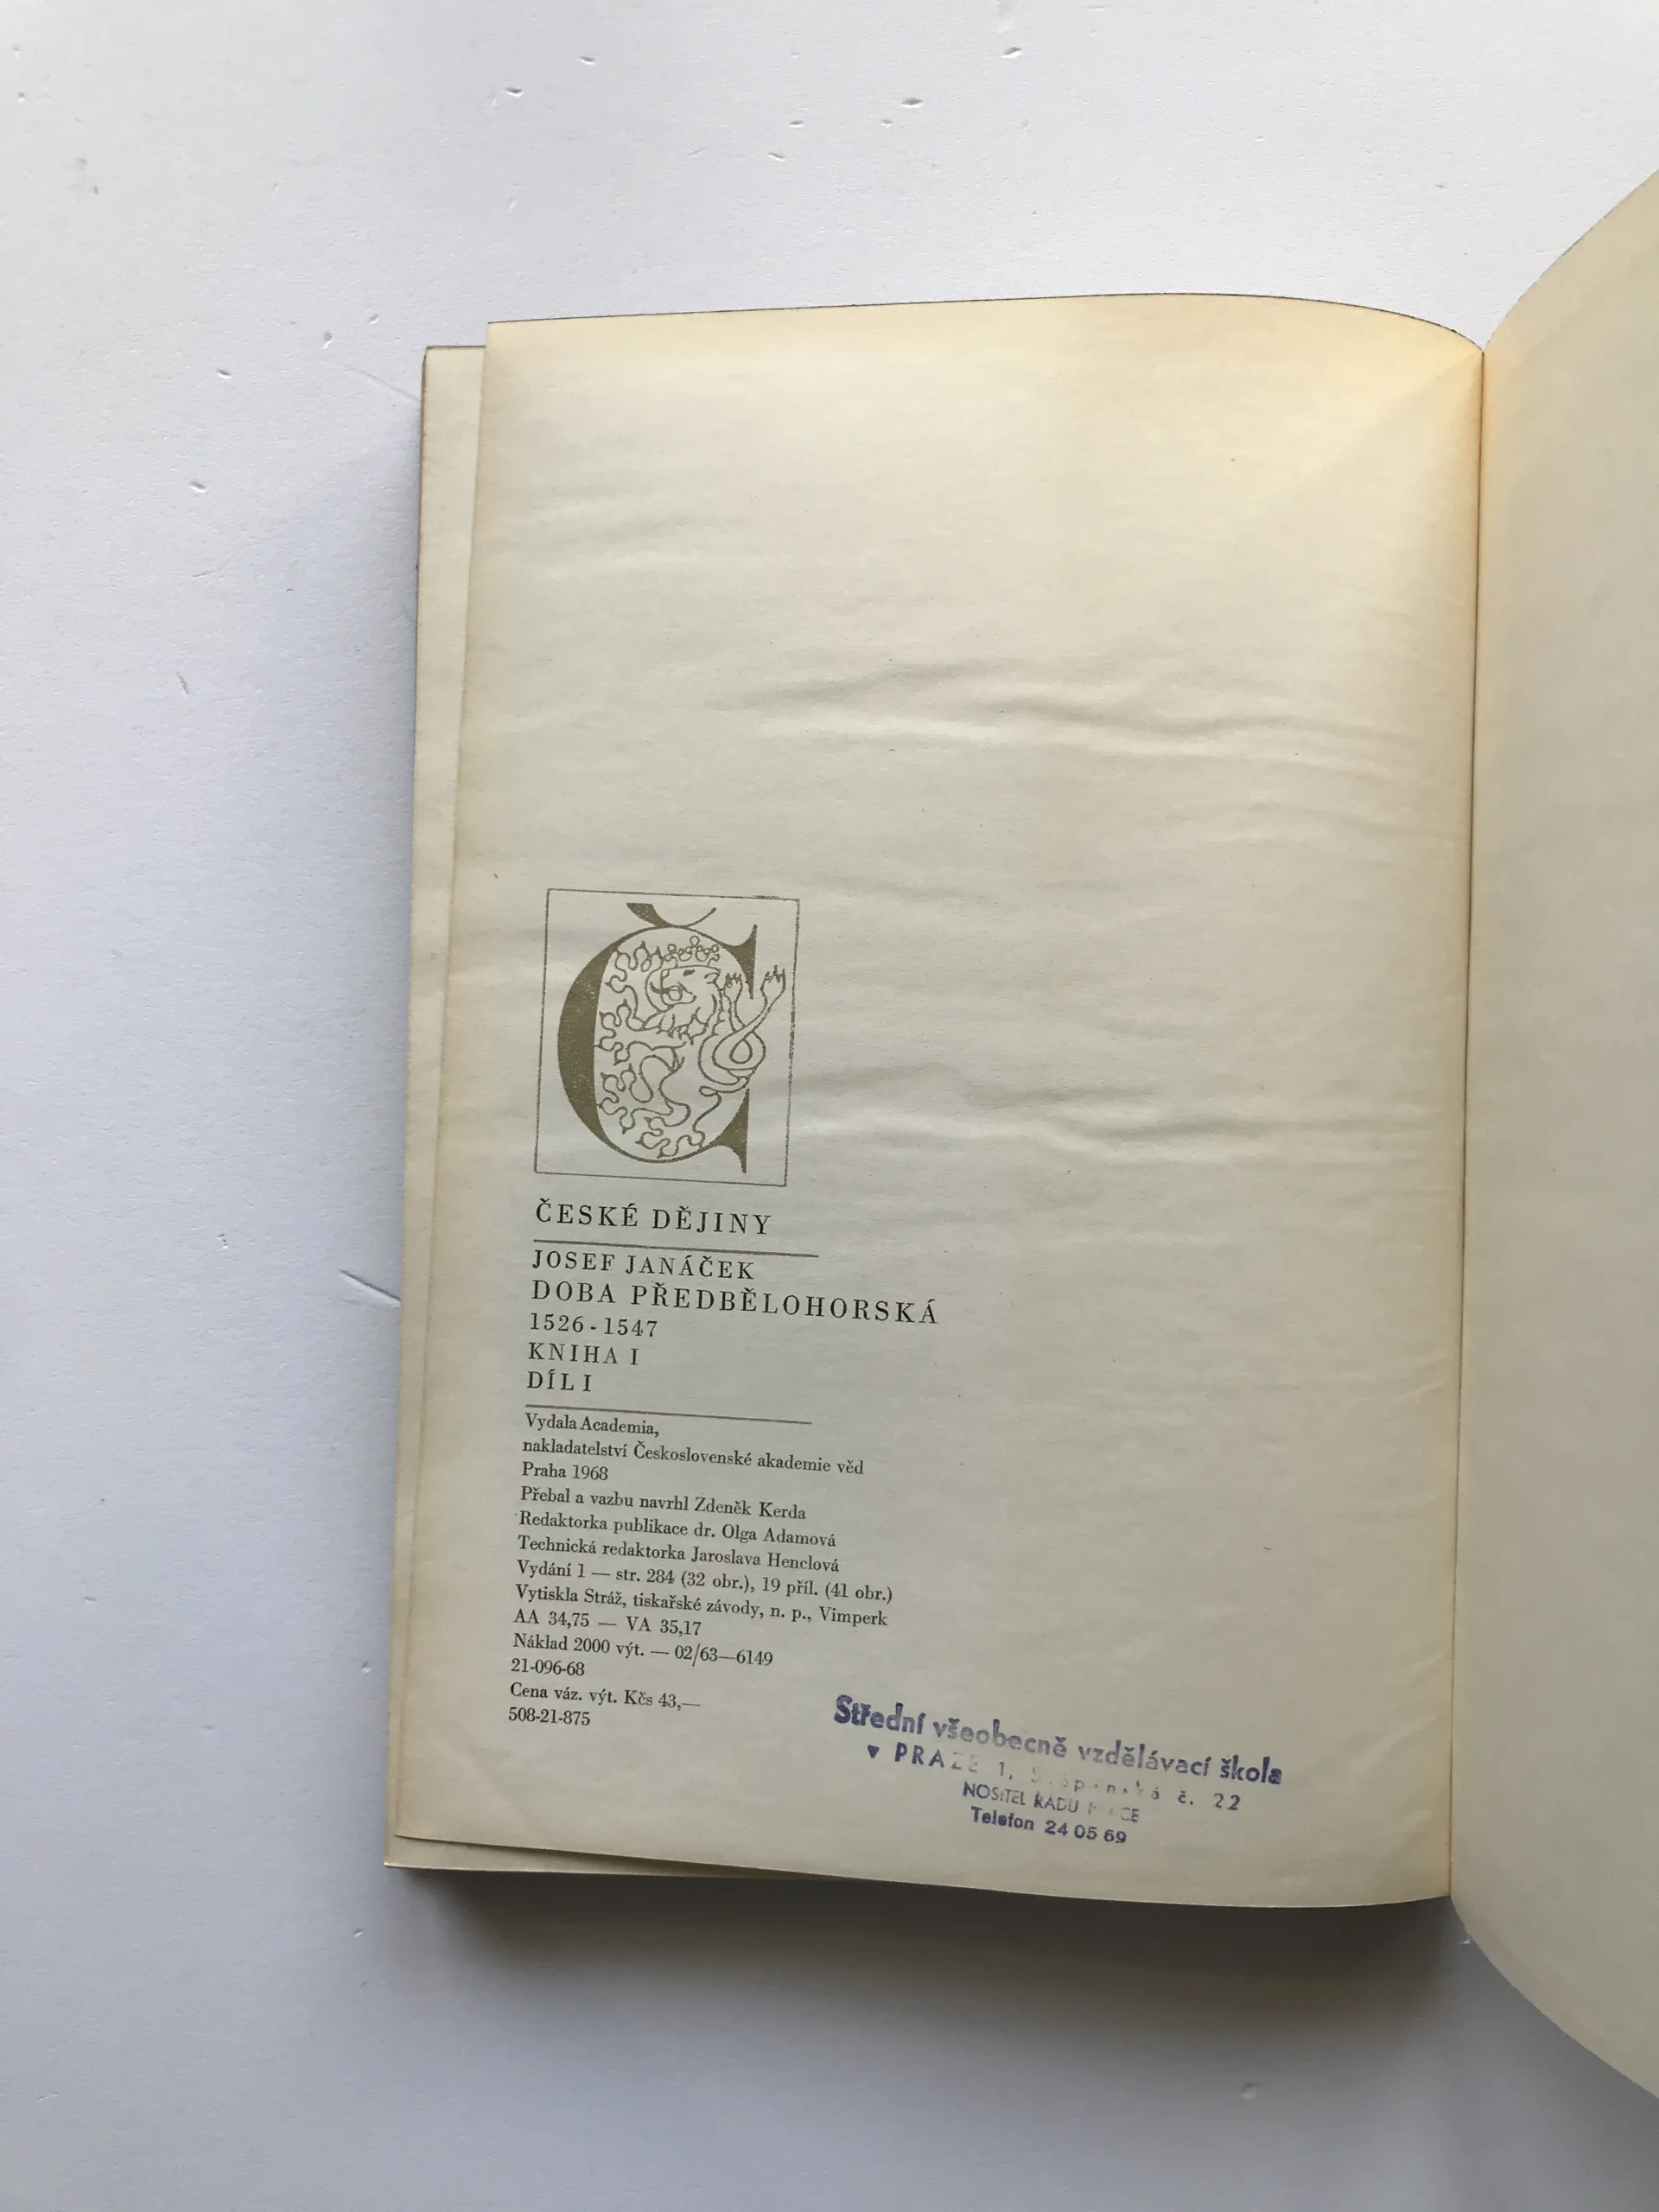 Č
ČESKÉ DĚJINY
JOSEF JANÁČEK
DOBA PŘEDBĚLOHORSKÁ
1526-1547
KNIHA I
DÍL I
Vydala Academia,
nakladatelství Československé akademie věd
Praha 1968
Přebal a vazbu navrhl Zdeněk Kerda
Redaktorka publikace dr. Olga Adamová
Technická redaktorka Jaroslava Henclová
Vydání 1 — str. 284 (32 obr.), 19 příl. (41 obr.)
Vytiskla Stráž, tiskařské závody, n. p., Vimperk
AA 34,75 — VA 35,17
Náklad 2000 výt. — 02/63—6149
21-096-68
Cena váz. výt. Kčs 43,—
508-21-875
Střední všeobecně vzdělávací škola
v PRAZE 1, č. 22
NOSITEL ŘÁDU
Telefon 24 05 69